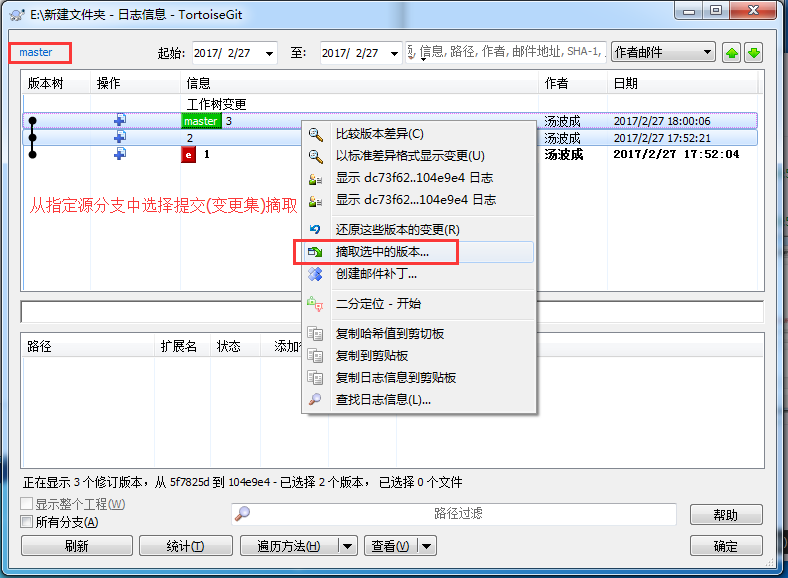 E:\新建文件夹 - 日志信息 - TortoiseGit
master
起始: 2017/ 2/27 至: 2017/ 2/27 信息, 路径, 作者, 邮件地址, SHA-1, 作者邮件
版本树 操作 信息 作者 日期
工作树变更
master 3 汤波成 2017/2/27 18:00:06
2 汤波成 2017/2/27 17:52:21
e 1 汤波成 2017/2/27 17:52:04
从指定源分支中选择提交(变更集)摘取
比较版本差异(C)
以标准差异格式显示变更(U)
显示 dc73f62..104e9e4 日志
显示 dc73f62...104e9e4 日志
还原这些版本的变更(R)
摘取选中的版本...
创建邮件补丁...
二分定位 - 开始
复制哈希值到剪切板
复制到剪贴板
复制日志信息到剪贴板
查找日志信息(L)...
路径 扩展名 状态 添加
正在显示 3 个修订版本，从 5f7825d 到 104e9e4 - 已选择 2 个版本， 已选择 0 个文件
显示整个工程(W)
所有分支(A)
路径过滤
帮助
刷新 统计(T) 遍历方法(H) 查看(V) 确定